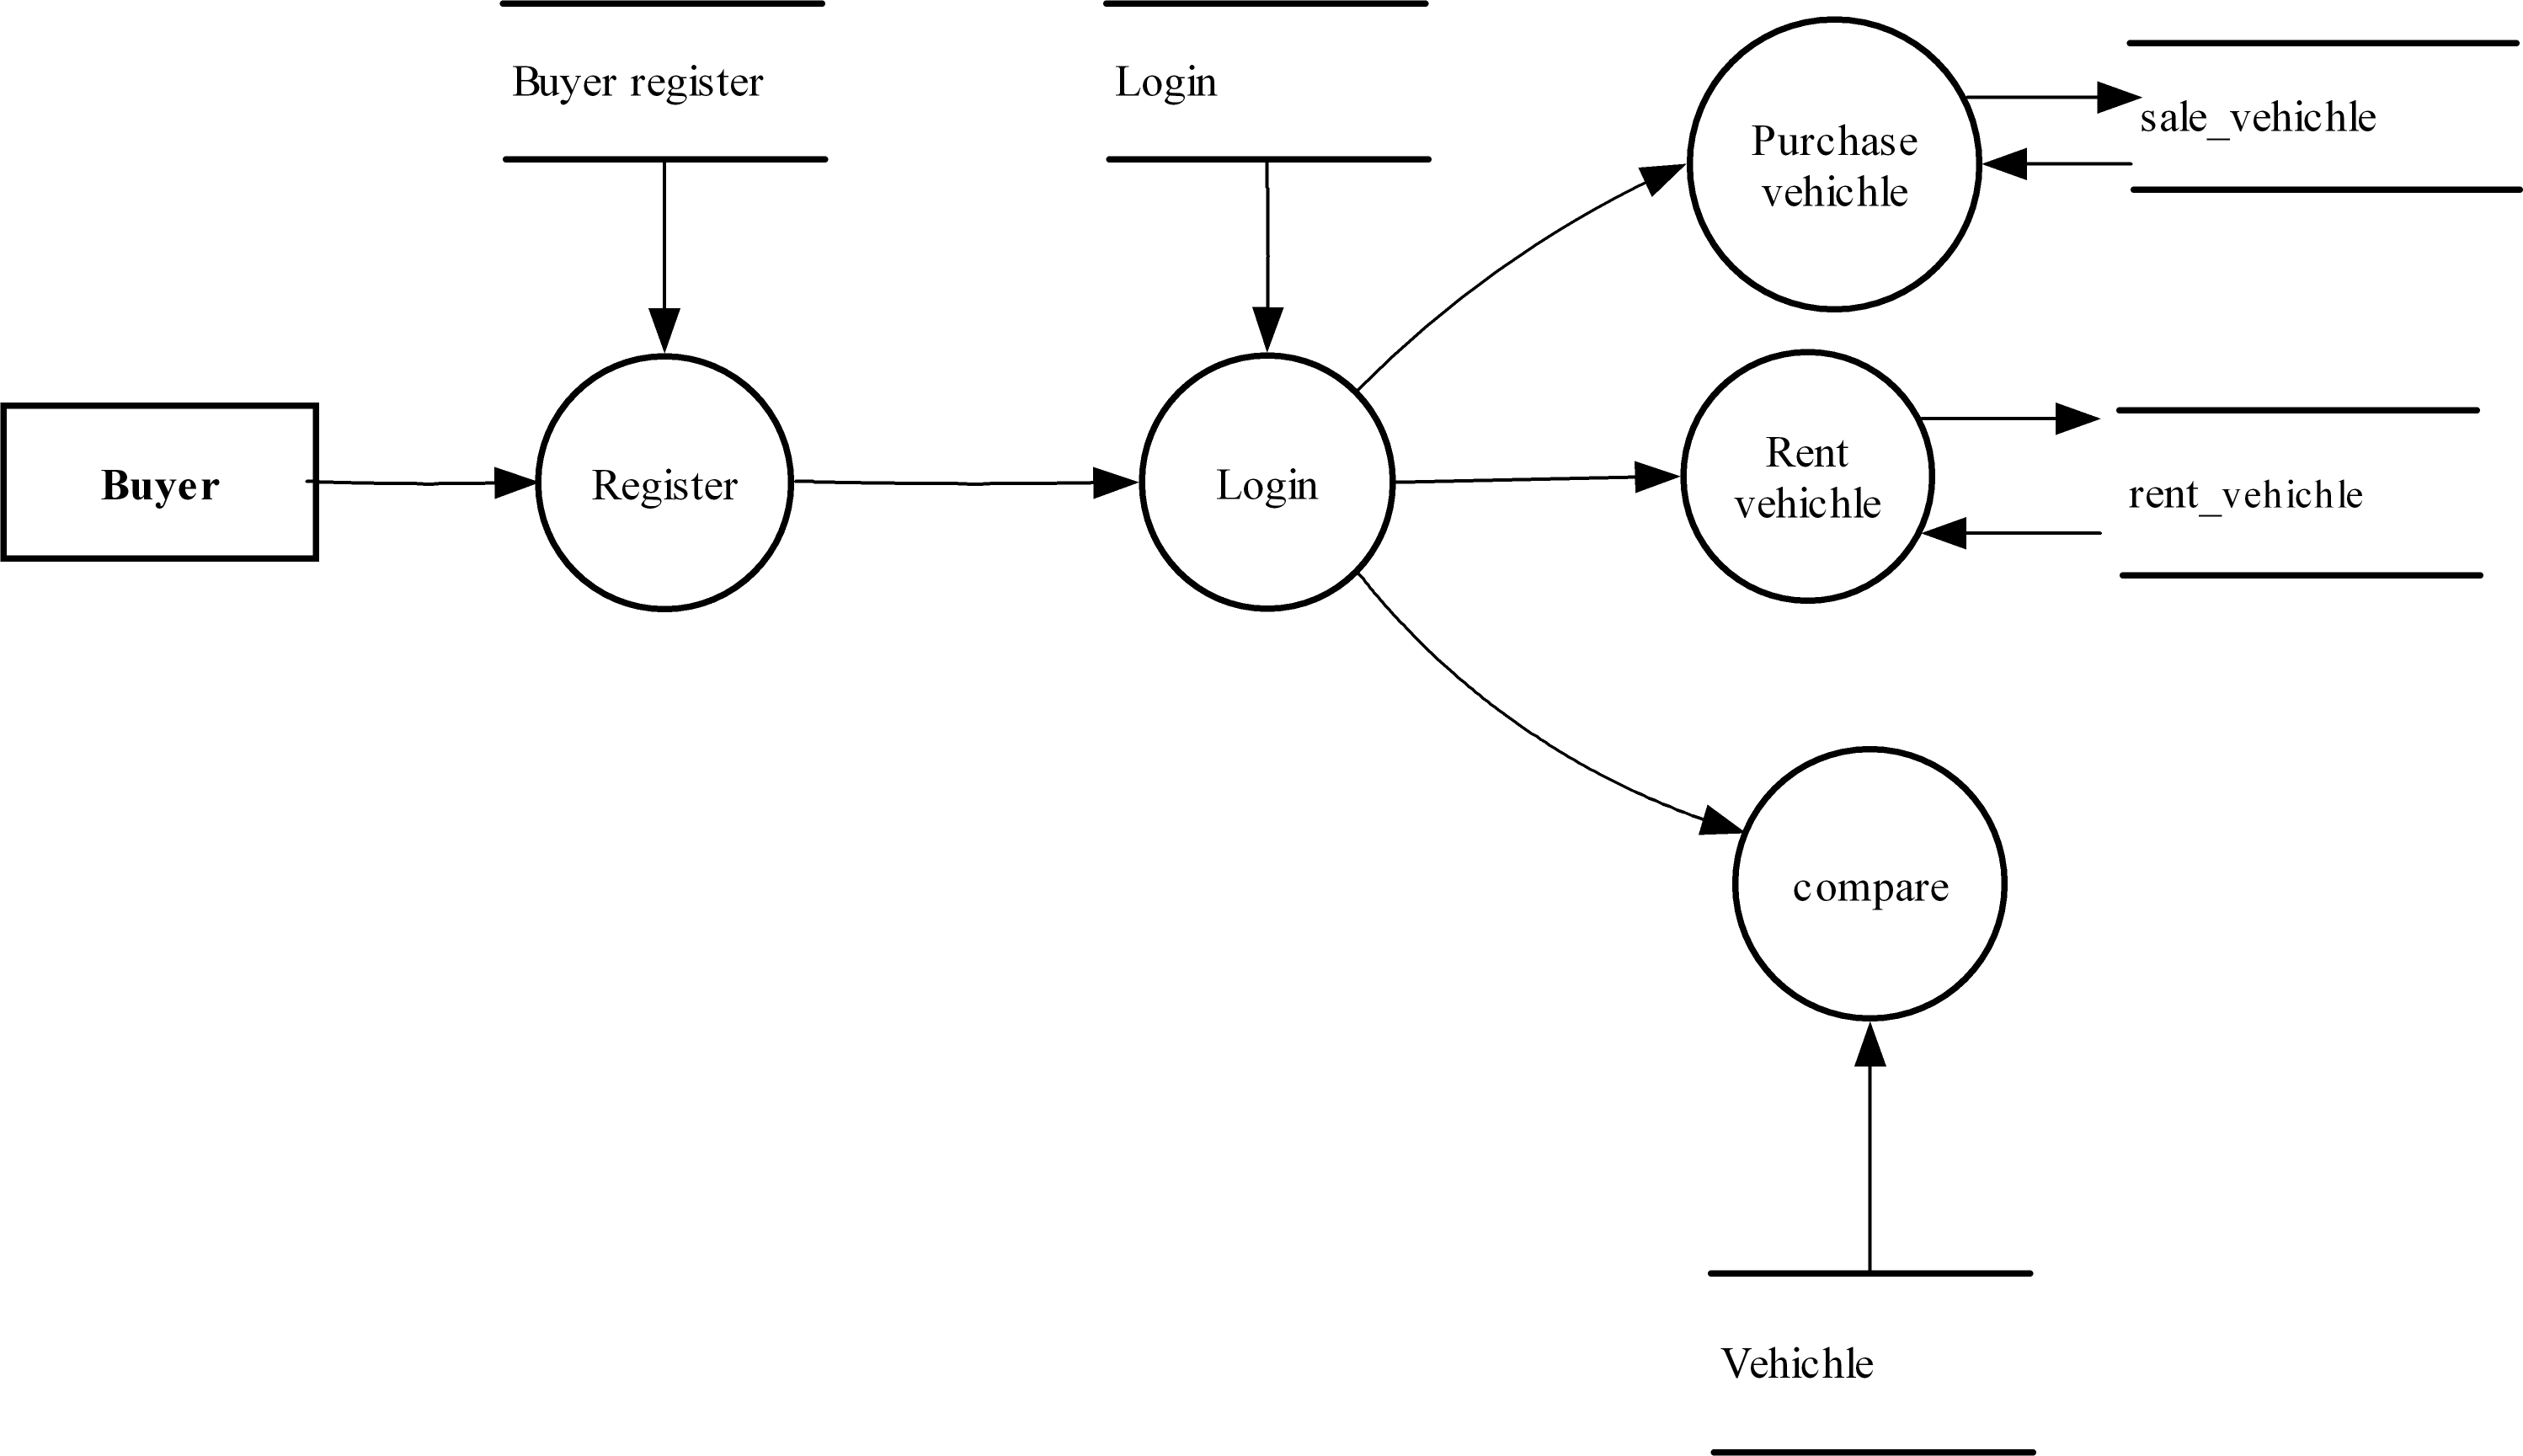 Buyer register
Login
Purchase
vehichle
sale_vehichle
Buyer
Register
Login
Rent
vehichle
rent_vehichle
compare
Vehichle